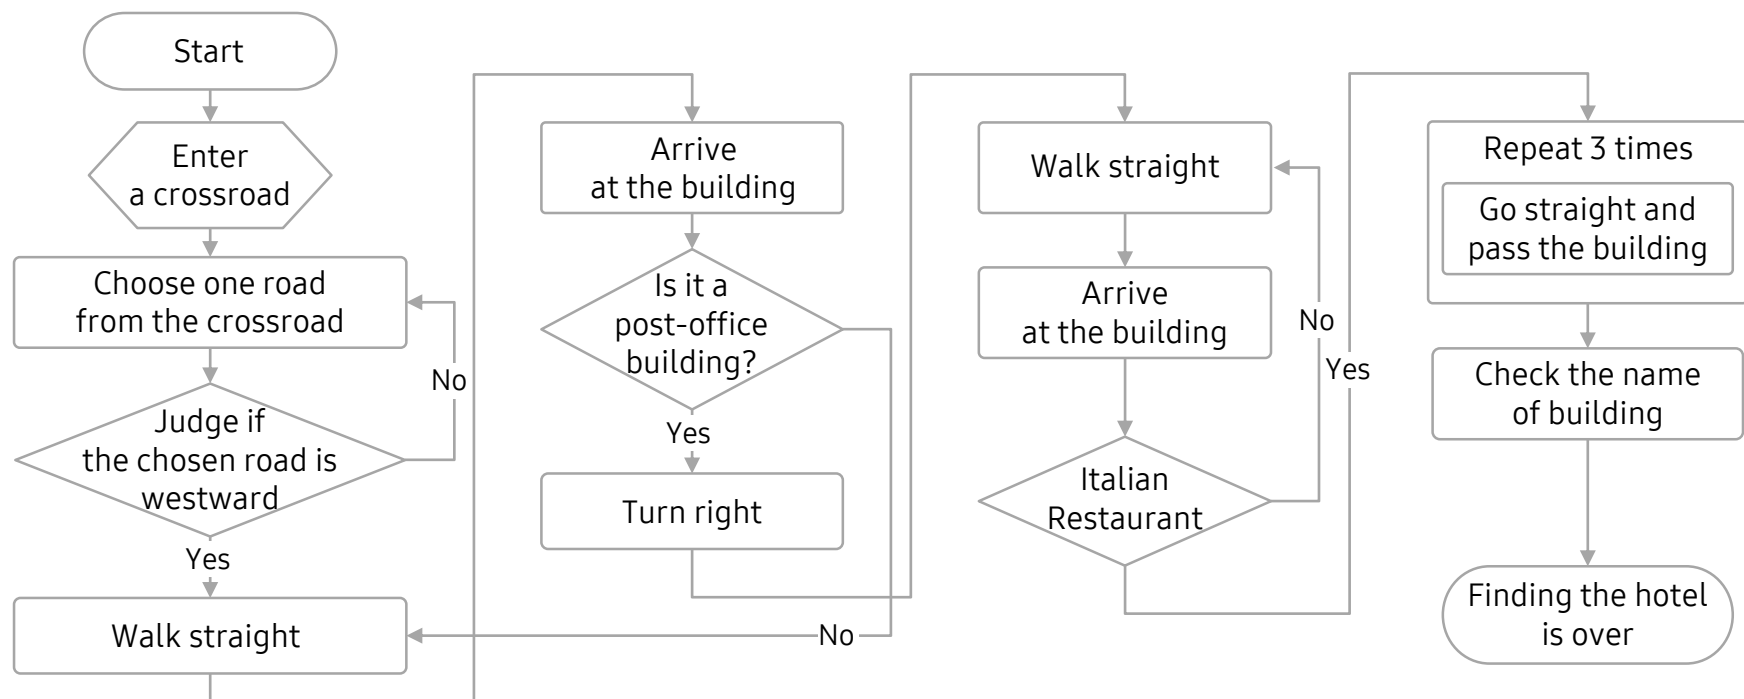 Start
Enter
a crossroad
Choose one road
from the crossroad
No
Judge if
the chosen road is
westward
Yes
Walk straight
Arrive
at the building
Is it a
post-office
building?
Yes
Turn right
No
Walk straight
Arrive
at the building
No
Italian
Restaurant
Yes
Repeat 3 times
Go straight and
pass the building
Check the name
of building
Finding the hotel
is over